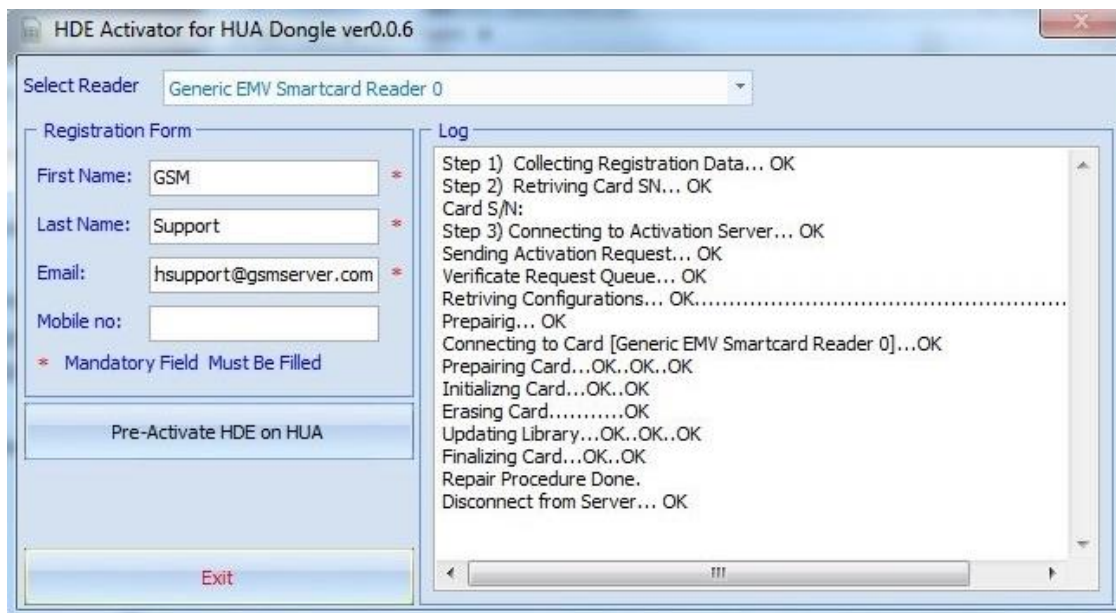 HDE Activator for HUA Dongle ver0.0.6
Select Reader
Generic EMV Smartcard Reader 0
Registration Form
First Name:
GSM
*
Last Name:
Support
*
Email:
hsupport@gsmserver.com
*
Mobile no:
* Mandatory Field Must Be Filled
Pre-Activate HDE on HUA
Exit
Log
Step 1) Collecting Registration Data... OK
Step 2) Retriving Card SN... OK
Card S/N:
Step 3) Connecting to Activation Server... OK
Sending Activation Request... OK
Verificate Request Queue... OK
Retriving Configurations... OK......................................................
Prepairig... OK
Connecting to Card [Generic EMV Smartcard Reader 0]...OK
Prepairing Card...OK..OK..OK
Initializng Card...OK..OK
Erasing Card...........OK
Updating Library...OK..OK..OK
Finalizing Card...OK..OK
Repair Procedure Done.
Disconnect from Server... OK